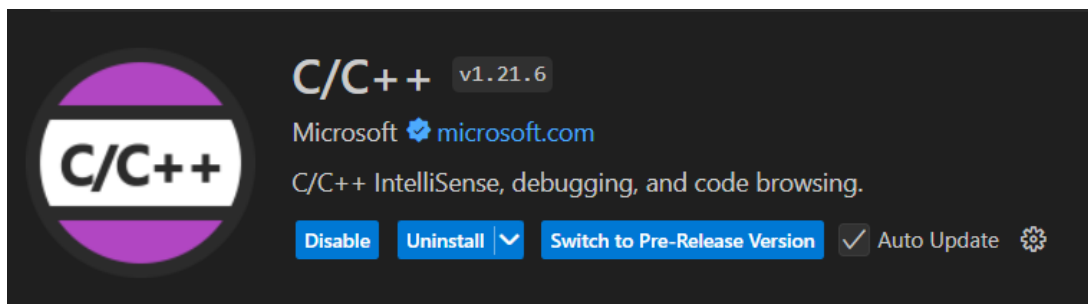 C/C++
C/C++ v1.21.6
Microsoft microsoft.com
C/C++ IntelliSense, debugging, and code browsing.
Disable Uninstall Switch to Pre-Release Version Auto Update